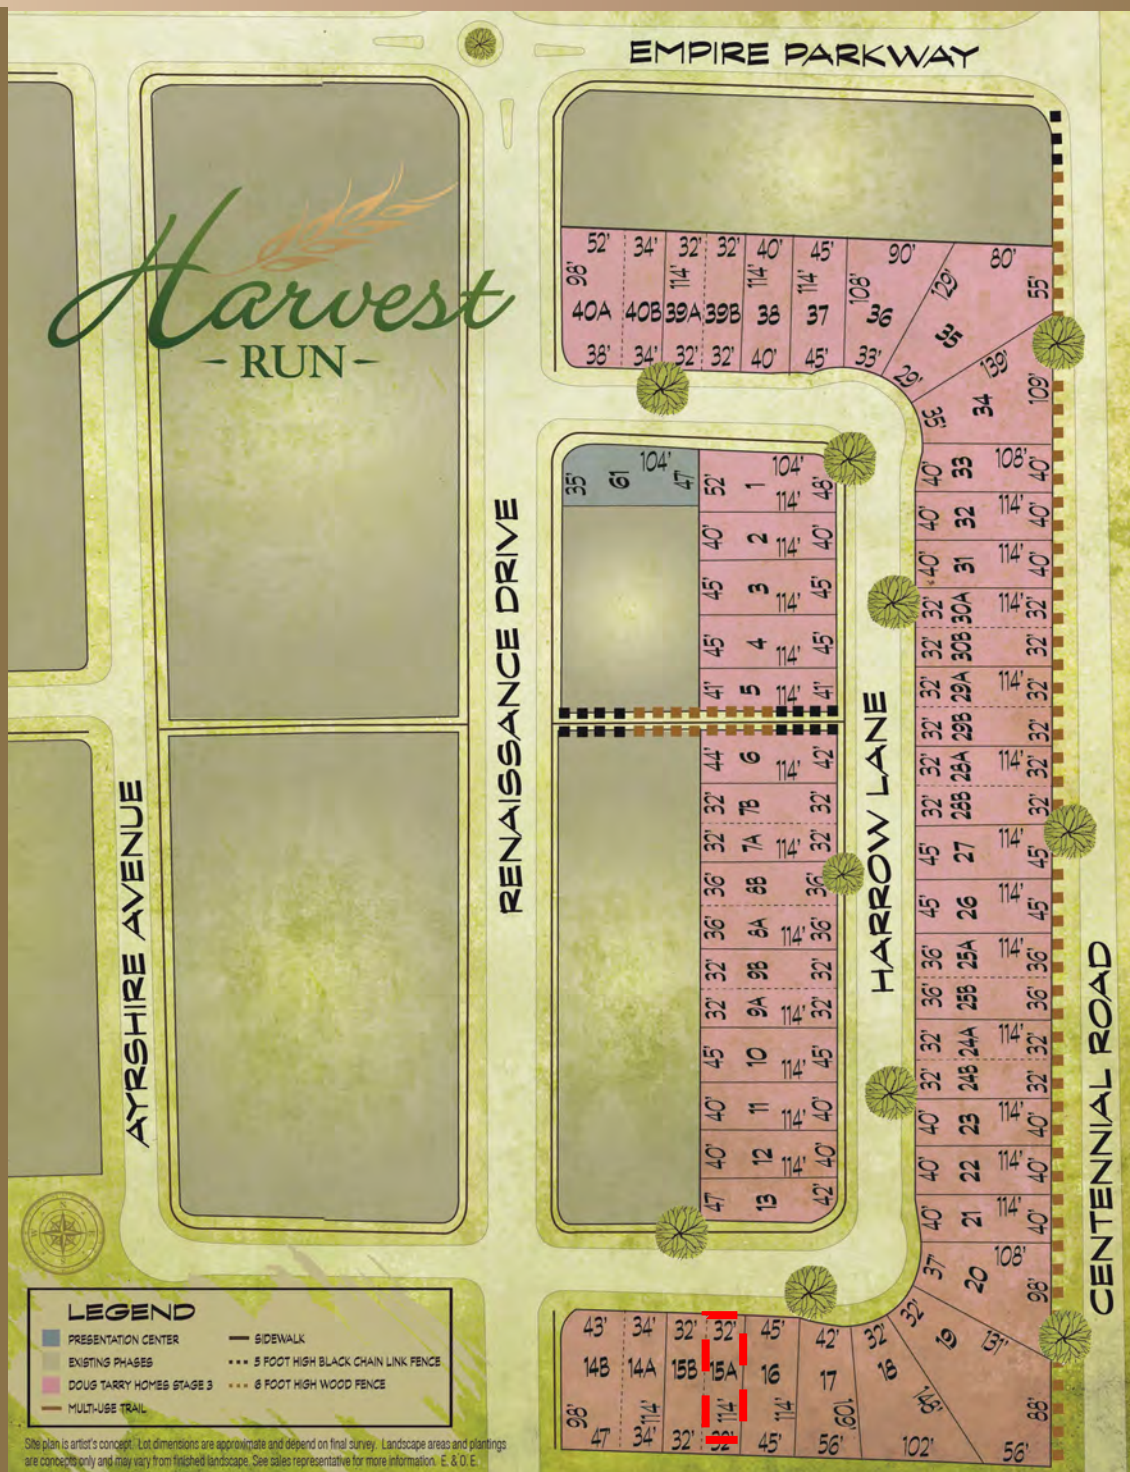 EMPIRE PARKWAY
Harvest
- RUN -
52' 34' 32' 32' 40' 45' 90' 80'
98' 114' 114' 114' 108' 129' 55'
40A 40B 39A 39B 38 37 36 35
38' 34' 32' 32' 40' 45' 33' 29'
139'
35' 34 109'
35' 61 104' 47'
52' 1 104' 114' 48'
40' 2 114' 40'
45' 3 114' 45'
45' 4 114' 45'
41' 5 114' 41'
44' 6 114' 42'
32' 7B 32'
32' 7A 114' 32'
36' 8B 36'
36' 8A 114' 36'
32' 9B 32'
32' 9A 114' 32'
45' 10 114' 45'
40' 11 114' 40'
40' 12 114' 40'
47' 13 42'
40' 33 108' 40'
40' 32 114' 40'
40' 31 114' 40'
32' 30A 114' 32'
32' 30B 32'
32' 29A 114' 32'
32' 29B 32'
32' 28A 114' 32'
32' 28B 32'
45' 27 114' 45'
45' 26 114' 45'
36' 25A 114' 36'
36' 25B 36'
32' 24A 114' 32'
32' 24B 32'
40' 23 114' 40'
40' 22 114' 40'
40' 21 114' 40'
37' 20 108' 98'
32' 19 131'
RENAISSANCE DRIVE
HARROW LANE
AYRSHIRE AVENUE
CENTENNIAL ROAD
43' 34' 32' 32' 45' 42' 32'
14B 14A 15B 15A 16 17 18
98' 114' 114' 114' 109' 146' 88'
47' 34' 32' 32' 45' 56' 102' 56'
LEGEND
PRESENTATION CENTER
EXISTING PHASES
DOUG TARRY HOMES STAGE 3
MULTI-USE TRAIL
SIDEWALK
5 FOOT HIGH BLACK CHAIN LINK FENCE
6 FOOT HIGH WOOD FENCE
Site plan is artist's concept. Lot dimensions are approximate and depend on final survey. Landscape areas and plantings
are concepts only and may vary from finished landscape. See sales representative for more information. E. & O. E.